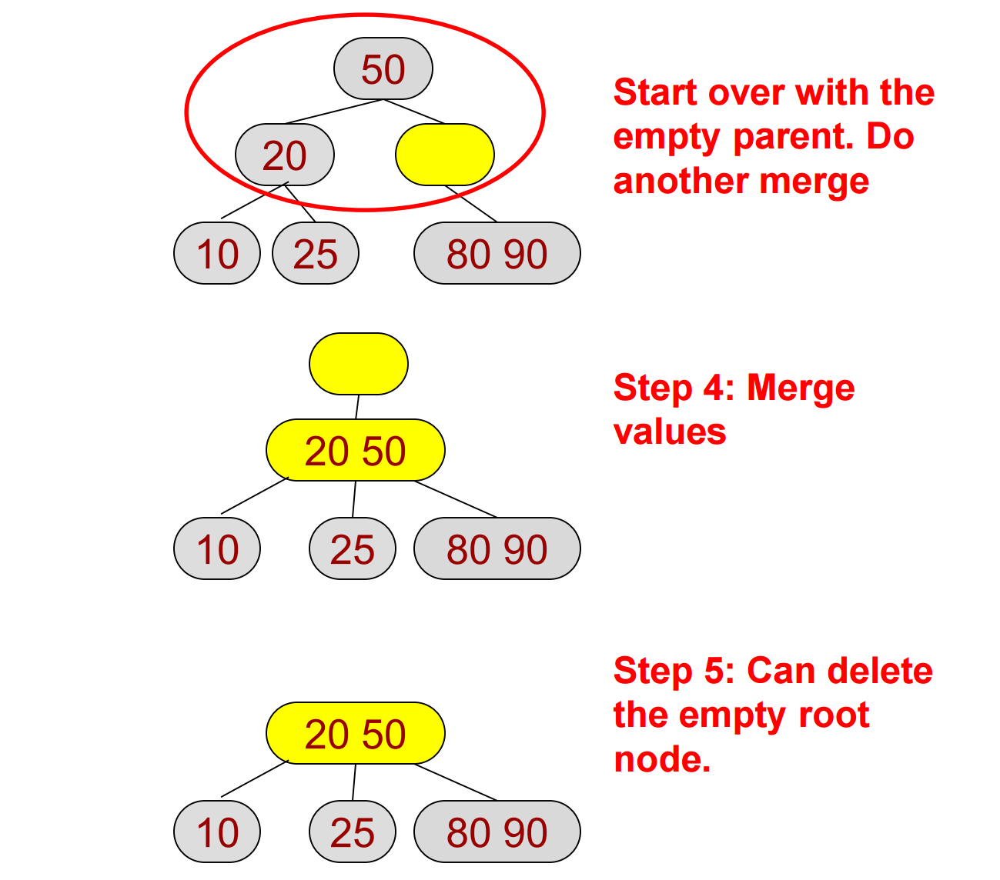 50
Start over with the
empty parent. Do
another merge
20
10 25 80 90
Step 4: Merge
values
20 50
10 25 80 90
Step 5: Can delete
the empty root
node.
20 50
10 25 80 90